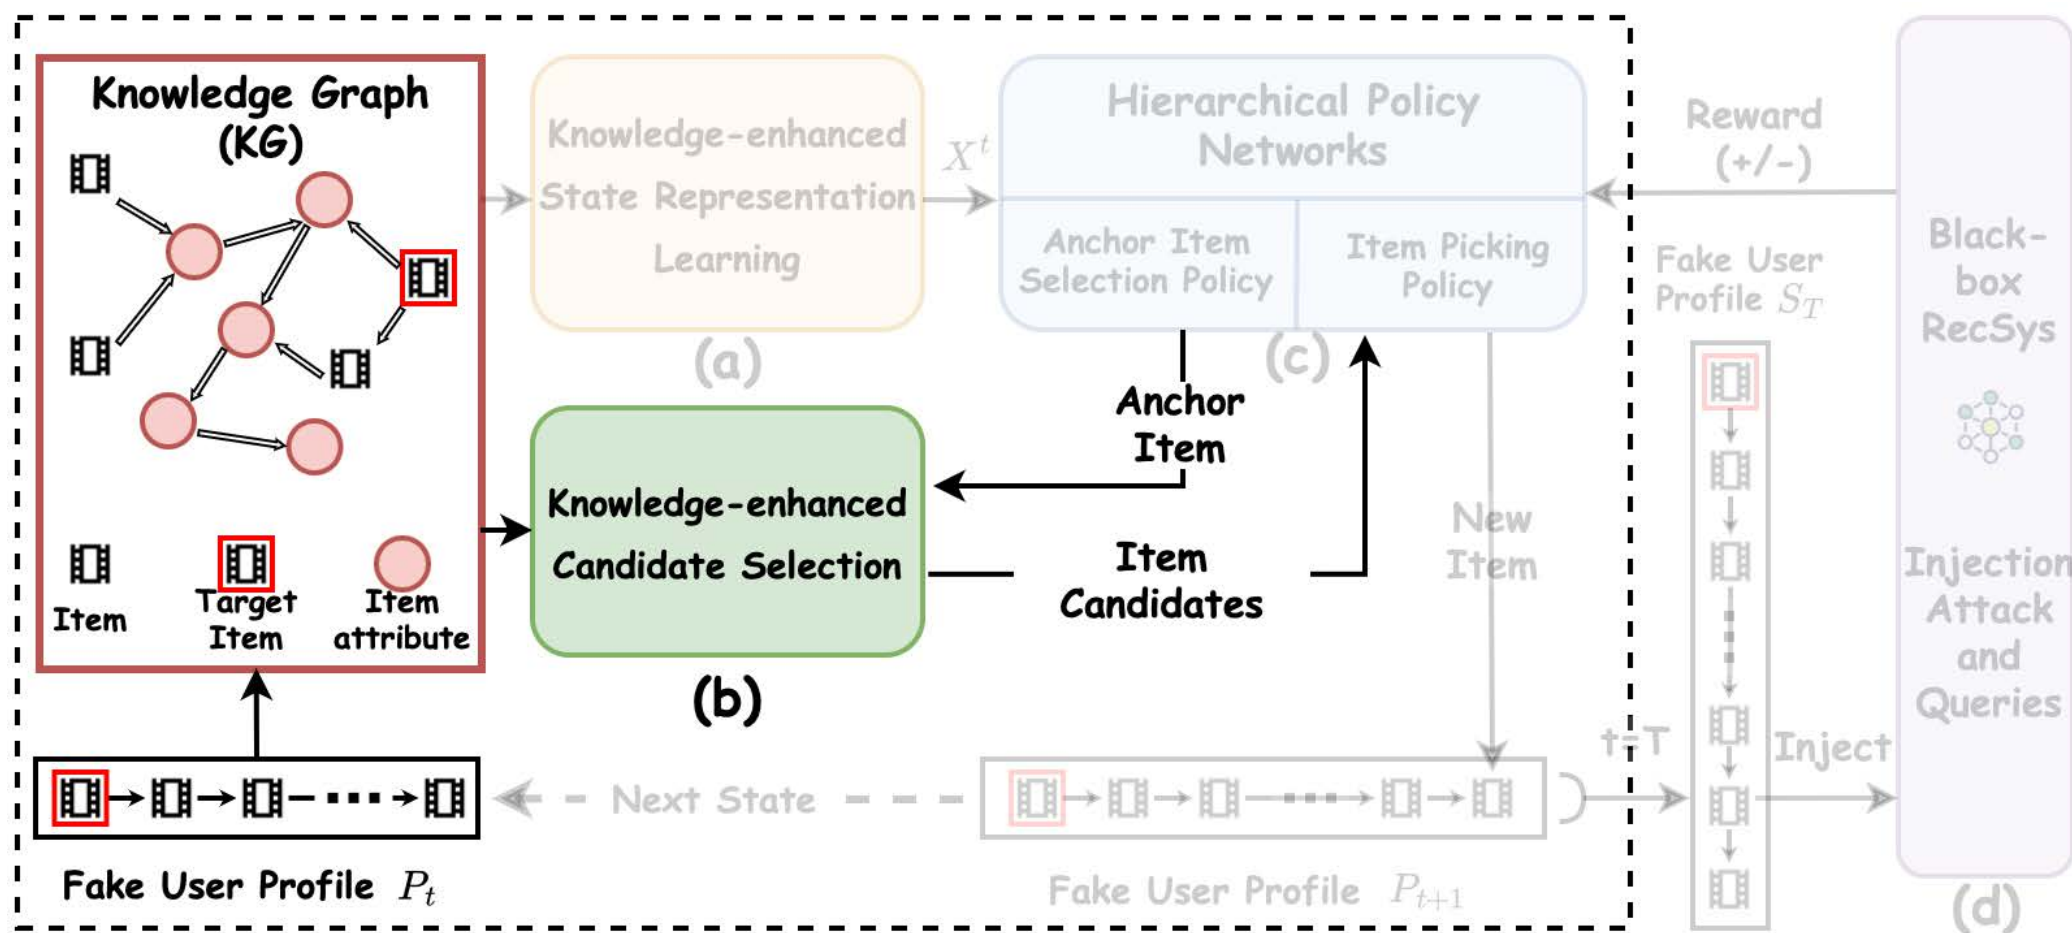 Knowledge Graph
(KG)
Item
Target
Item
Item
attribute
Fake User Profile P_t
Knowledge-enhanced
State Representation
Learning
(a)
X^t
Knowledge-enhanced
Candidate Selection
(b)
Hierarchical Policy
Networks
Anchor Item
Selection Policy
Item Picking
Policy
(c)
Anchor
Item
Item
Candidates
New
Item
Next State
Fake User Profile P_{t+1}
t=T
Reward
(+/-)
Fake User
Profile S_T
Inject
Black-
box
RecSys
Injection
Attack
and
Queries
(d)